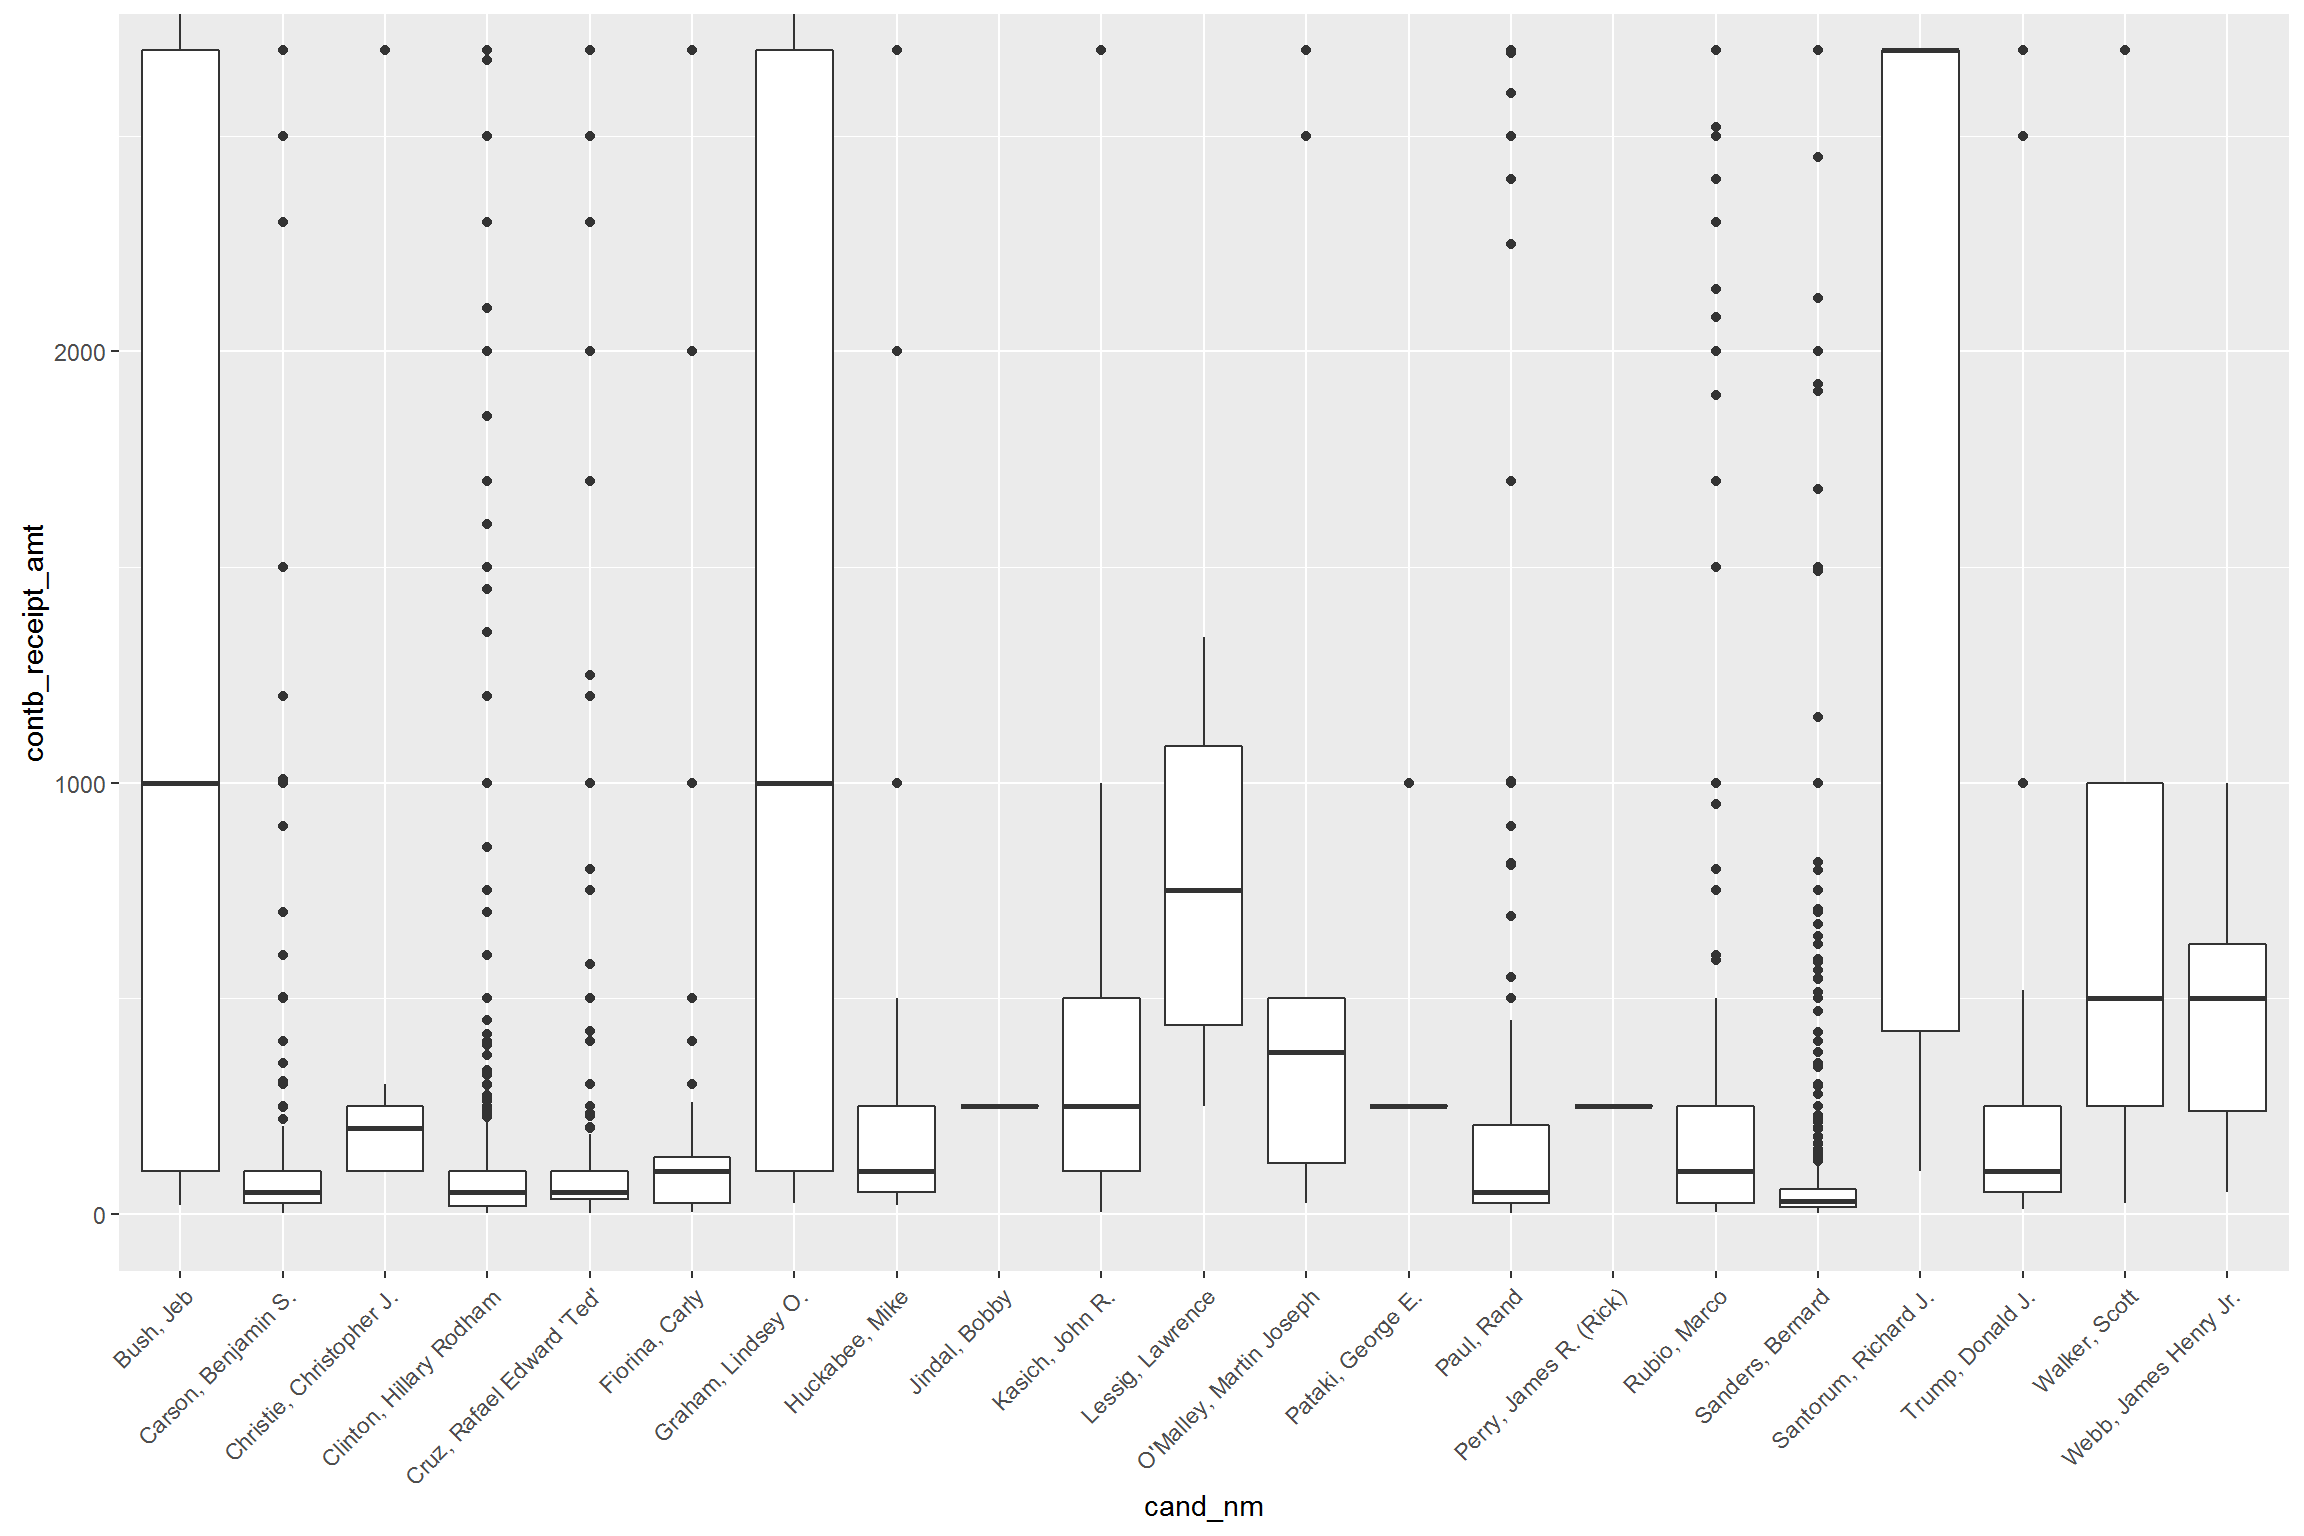 contb_receipt_amt
2000
1000
0
Bush, Jeb
Carson, Benjamin S.
Christie, Christopher J.
Clinton, Hillary Rodham
Cruz, Rafael Edward 'Ted'
Fiorina, Carly
Graham, Lindsey O.
Huckabee, Mike
Jindal, Bobby
Kasich, John R.
Lessig, Lawrence
O'Malley, Martin Joseph
Pataki, George E.
Paul, Rand
Perry, James R. (Rick)
Rubio, Marco
Sanders, Bernard
Santorum, Richard J.
Trump, Donald J.
Walker, Scott
Webb, James Henry Jr.
cand_nm